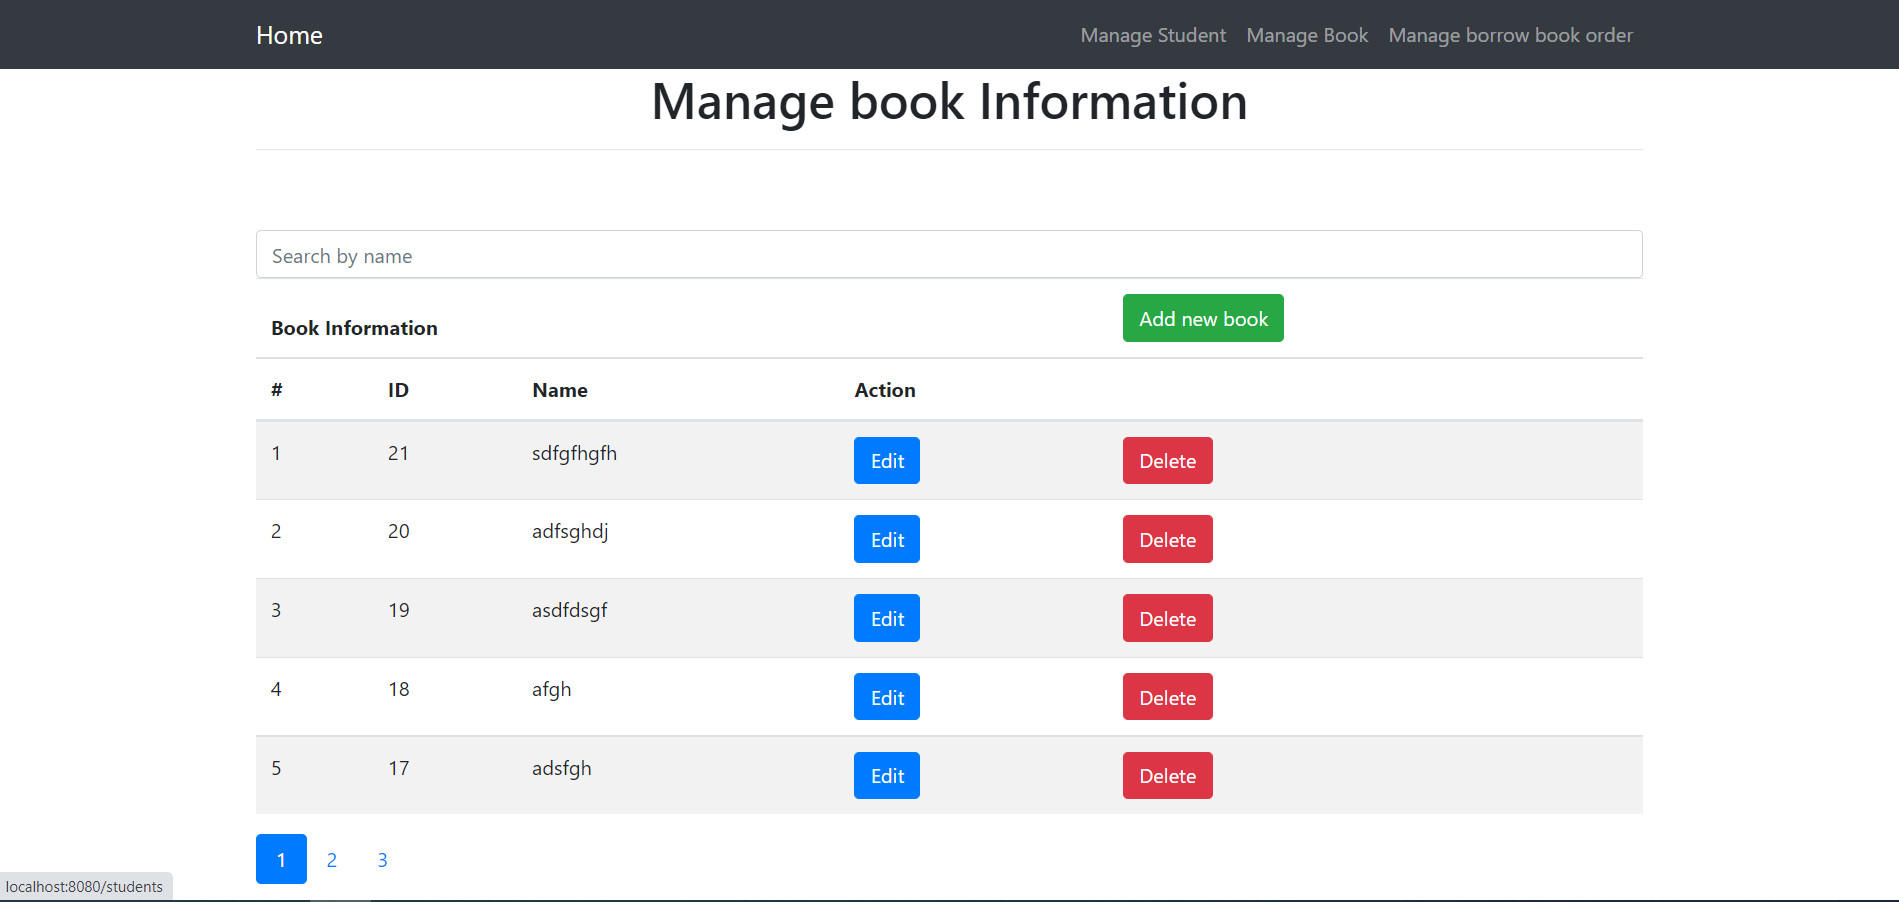 Home Manage Student Manage Book Manage borrow book order
Manage book Information
Search by name
Book Information Add new book
# ID Name Action
1 21 sdfgfhgfh Edit Delete
2 20 adfsghdj Edit Delete
3 19 asdfdsgf Edit Delete
4 18 afgh Edit Delete
5 17 adsfgh Edit Delete
1 2 3
localhost:8080/students